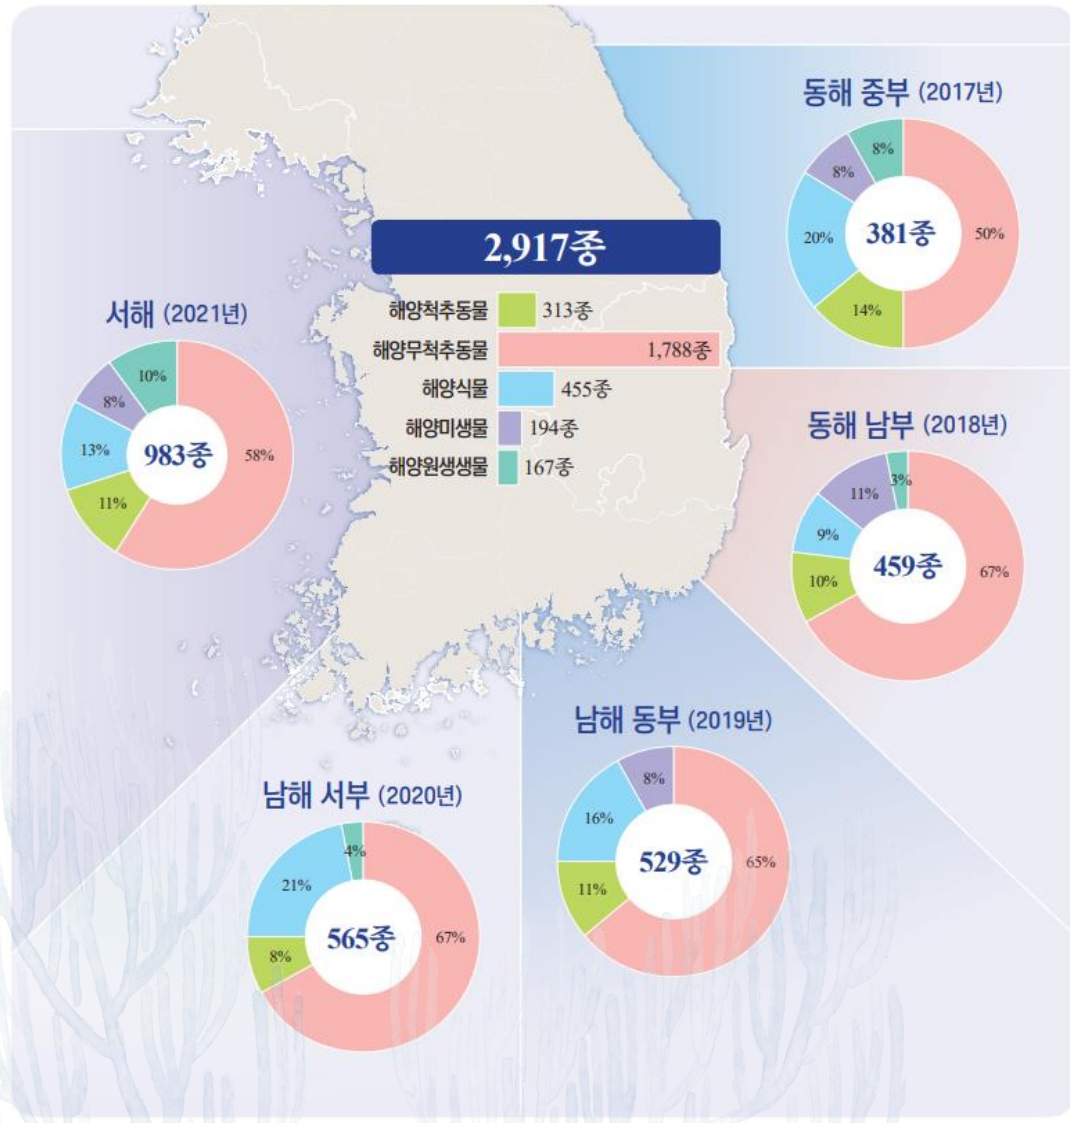 동해 중부 (2017년)
8%
8%
20%
381종
50%
14%
2,917종
해양척추동물 313종
해양무척추동물 1,788종
해양식물 455종
해양미생물 194종
해양원생생물 167종
서해 (2021년)
10%
8%
13%
983종
58%
11%
동해 남부 (2018년)
3%
11%
9%
459종
67%
10%
남해 동부 (2019년)
8%
16%
529종
65%
11%
남해 서부 (2020년)
4%
21%
565종
67%
8%